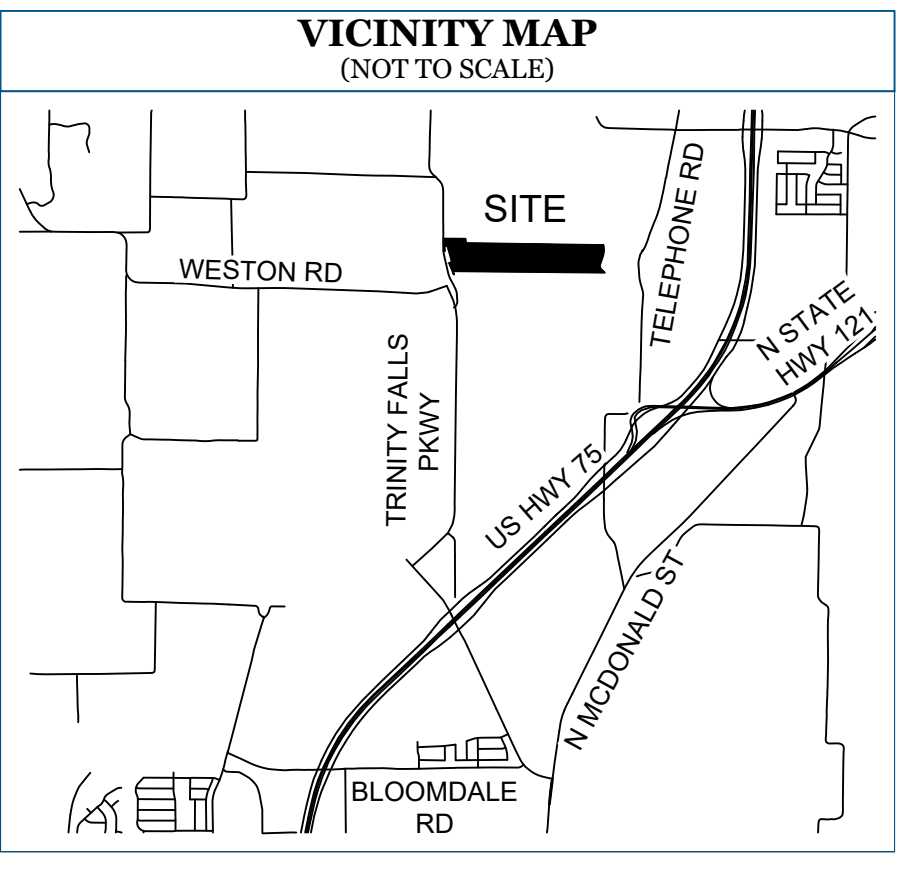 VICINITY MAP
(NOT TO SCALE)
SITE
TELEPHONE RD
WESTON RD
N STATE
HWY 121
TRINITY FALLS
PKWY
US HWY 75
N MCDONALD ST
BLOOMDALE
RD